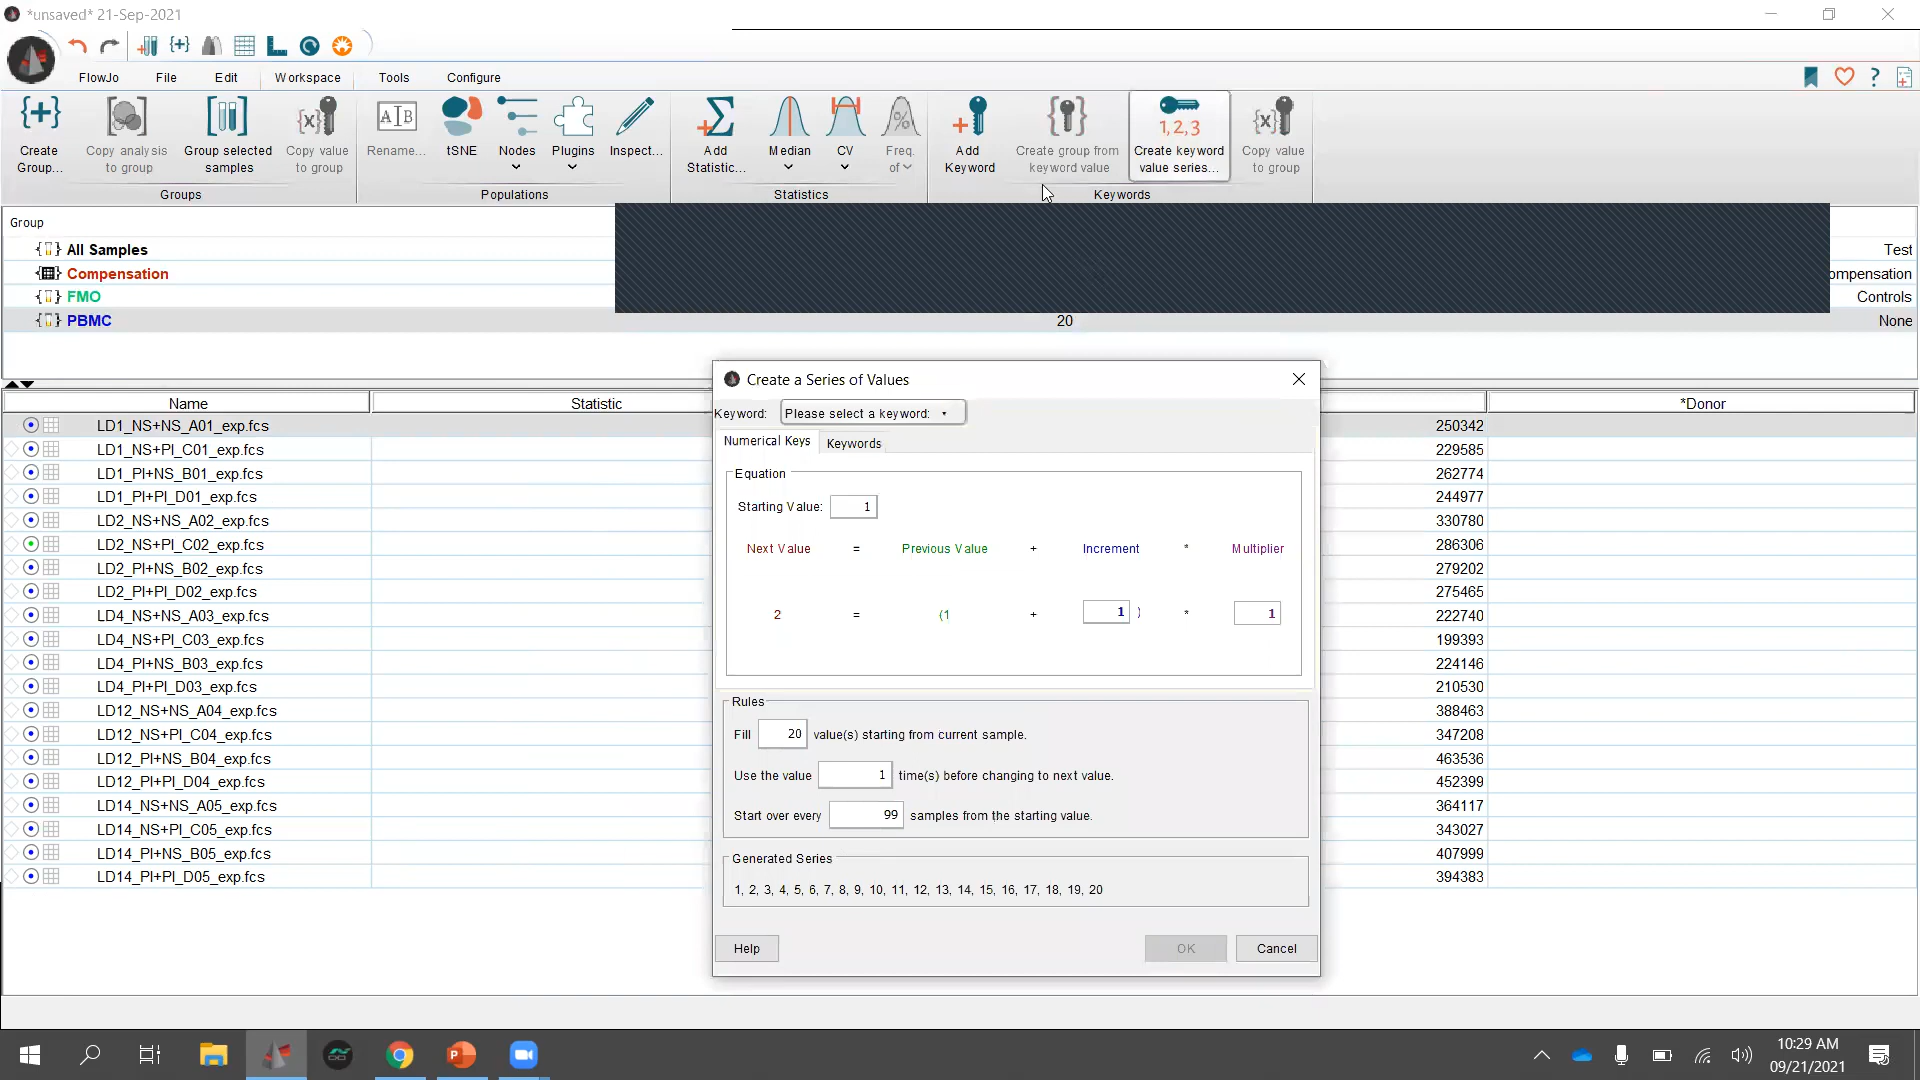 *unsaved* 21-Sep-2021
FlowJo File Edit Workspace Tools Configure
{+} [ ] {x} A I B Σ % 1,2,3 {x}
Create Group... Copy analysis to group Group selected samples Copy value to group Rename... tSNE Nodes Plugins Inspect... Add Statistic... Median CV Freq. of Add Keyword Create group from keyword value Create keyword value series... Copy value to group
Groups Populations Statistics Keywords
Group
All Samples Test
Compensation ompensation
FMO Controls
PBMC 20 None
Name Statistic *Donor
LD1_NS+NS_A01_exp.fcs 250342
LD1_NS+PI_C01_exp.fcs 229585
LD1_PI+NS_B01_exp.fcs 262774
LD1_PI+PI_D01_exp.fcs 244977
LD2_NS+NS_A02_exp.fcs 330780
LD2_NS+PI_C02_exp.fcs 286306
LD2_PI+NS_B02_exp.fcs 279202
LD2_PI+PI_D02_exp.fcs 275465
LD4_NS+NS_A03_exp.fcs 222740
LD4_NS+PI_C03_exp.fcs 199393
LD4_PI+NS_B03_exp.fcs 224146
LD4_PI+PI_D03_exp.fcs 210530
LD12_NS+NS_A04_exp.fcs 388463
LD12_NS+PI_C04_exp.fcs 347208
LD12_PI+NS_B04_exp.fcs 463536
LD12_PI+PI_D04_exp.fcs 452399
LD14_NS+NS_A05_exp.fcs 364117
LD14_NS+PI_C05_exp.fcs 343027
LD14_PI+NS_B05_exp.fcs 407999
LD14_PI+PI_D05_exp.fcs 394383
Create a Series of Values
Keyword: Please select a keyword:
Numerical Keys Keywords
Equation
Starting Value: 1
Next Value = Previous Value + Increment * Multiplier
2 = (1 + 1 ) * 1
Rules
Fill 20 value(s) starting from current sample.
Use the value 1 time(s) before changing to next value.
Start over every 99 samples from the starting value.
Generated Series
1, 2, 3, 4, 5, 6, 7, 8, 9, 10, 11, 12, 13, 14, 15, 16, 17, 18, 19, 20
Help OK Cancel
10:29 AM
09/21/2021